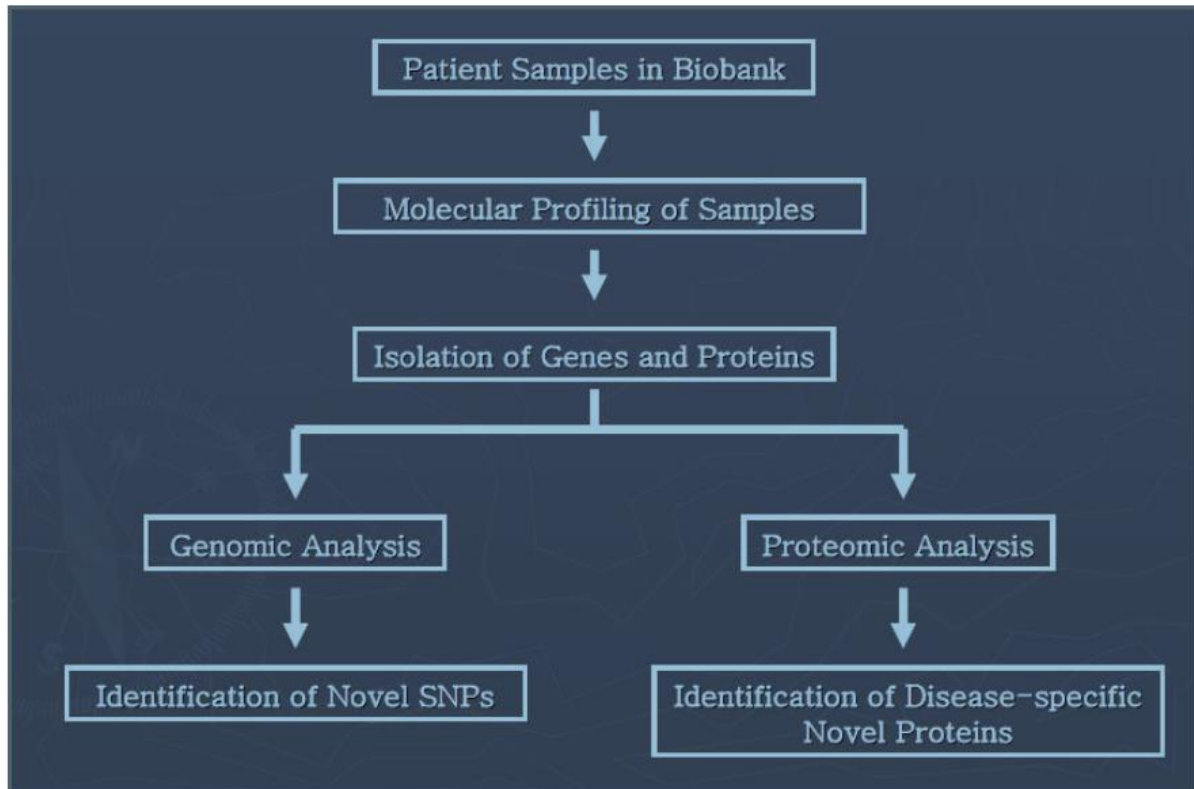 Patient Samples in Biobank
Molecular Profiling of Samples
Isolation of Genes and Proteins
Genomic Analysis
Proteomic Analysis
Identification of Novel SNPs
Identification of Disease-specific
Novel Proteins